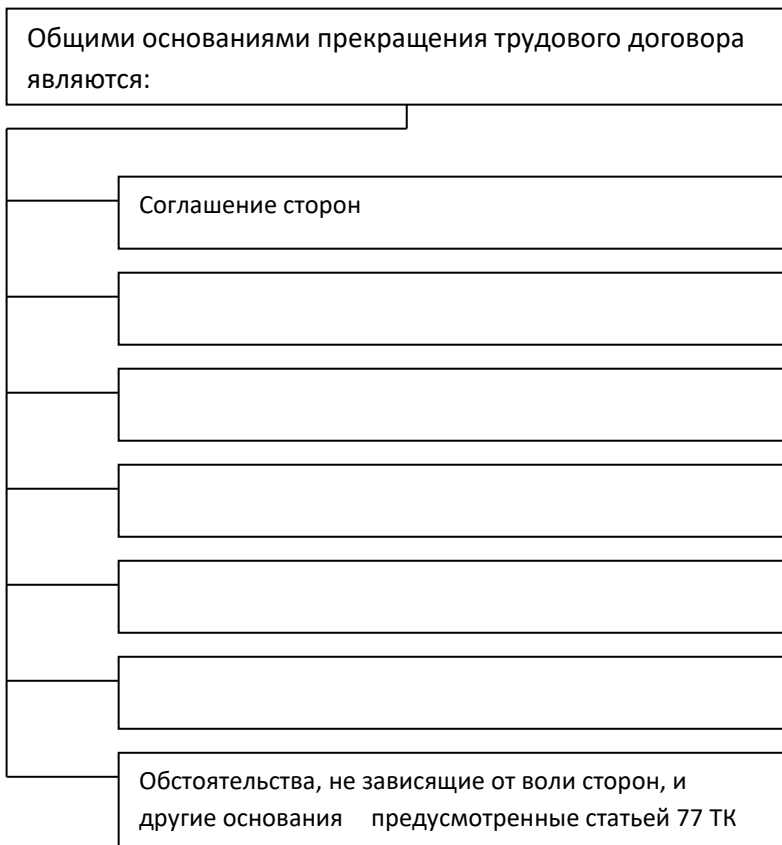 Общими основаниями прекращения трудового договора
являются:
Соглашение сторон
Обстоятельства, не зависящие от воли сторон, и
другие основания предусмотренные статьей 77 ТК